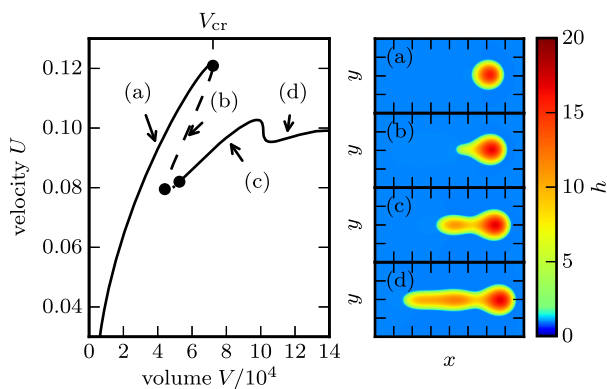 V_cr
0.12
0.10
0.08
0.06
0.04
velocity U
(a)
(b)
(c)
(d)
0 2 4 6 8 10 12 14
volume V/10^4
(a)
y
(b)
y
(c)
y
(d)
y
x
20
15
10
5
0
h